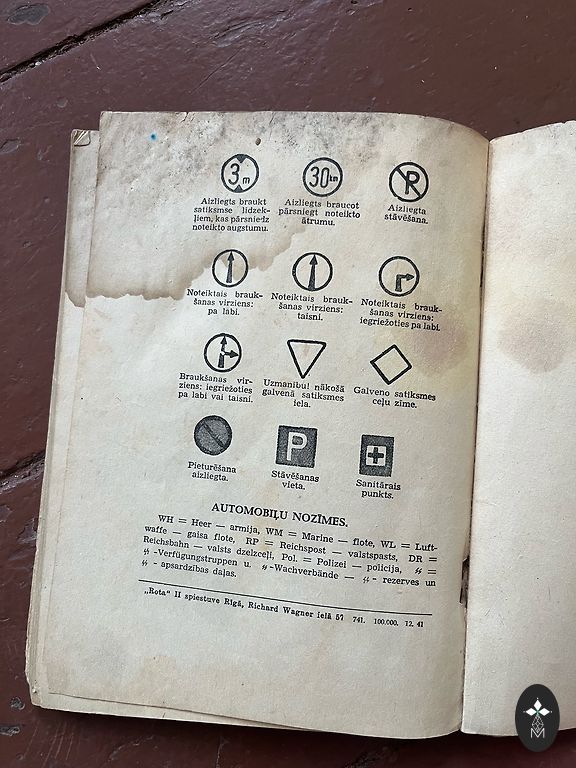 3m
30km
P
Aizliegts braukt
satiksmse līdzek-
ļiem, kas pārsniedz
noteikto augstumu.
Aizliegts braucot
pārsniegt noteikto
ātrumu.
Aizliegta
stāvēšana.
Noteiktais brauk-
šanas virziens:
pa labi.
Noteiktais brauk-
šanas virziens:
taisni.
Noteiktais brauk-
šanas virziens:
iegriežoties pa labi.
Braukšanas vir-
ziens: iegriežoties
pa labi vai taisni.
Uzmanību! nākošā
galvenā satiksmes
iela.
Galveno satiksmes
ceļu zīme.
P
Pieturēšana
aizliegta.
Stāvēšanas
vieta.
Sanitārais
punkts.
AUTOMOBIĻU NOZĪMES.
WH = Heer — armija, WM = Marine — flote, WL = Luft-
waffe — gaisa flote, RP = Reichspost — valstspasts, DR =
Reichsbahn — valsts dzelzceļi, Pol. = Polizei — policija, ᛋᛋ =
ᛋᛋ-Verfügungstruppen u. ᛋᛋ-Wachverbände — ᛋᛋ - rezerves un
ᛋᛋ - apsardzības daļas.
„Rota" II spiestuve Rīgā, Richard Wagner ielā 57 741. 100.000. 12. 41
M